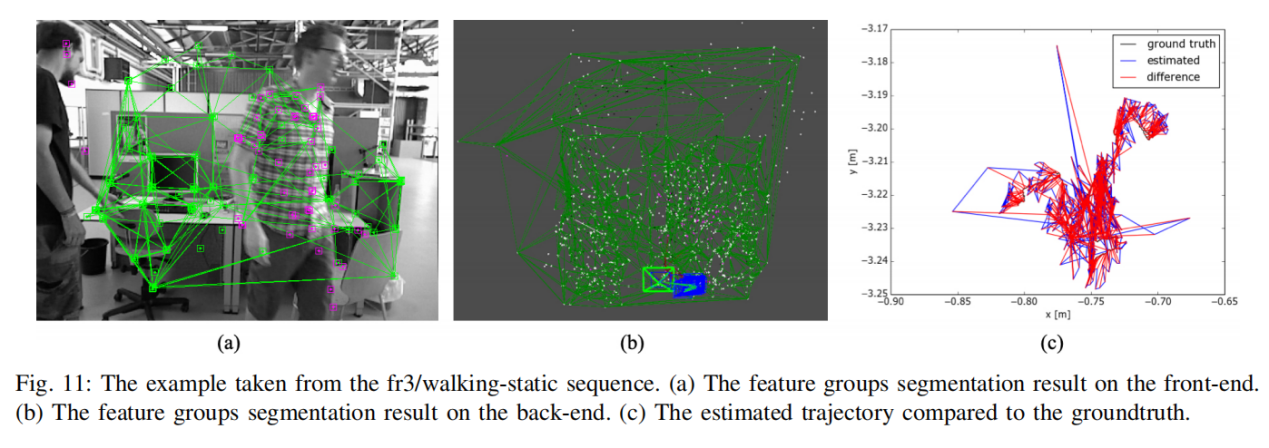 −3.17
−3.18
−3.19
−3.20
−3.21
−3.22
−3.23
−3.24
−3.25
y [m]
ground truth
estimated
difference
−0.90 −0.85 −0.80 −0.75 −0.70 −0.65
x [m]
(a) (b) (c)
Fig. 11: The example taken from the fr3/walking-static sequence. (a) The feature groups segmentation result on the front-end.
(b) The feature groups segmentation result on the back-end. (c) The estimated trajectory compared to the groundtruth.